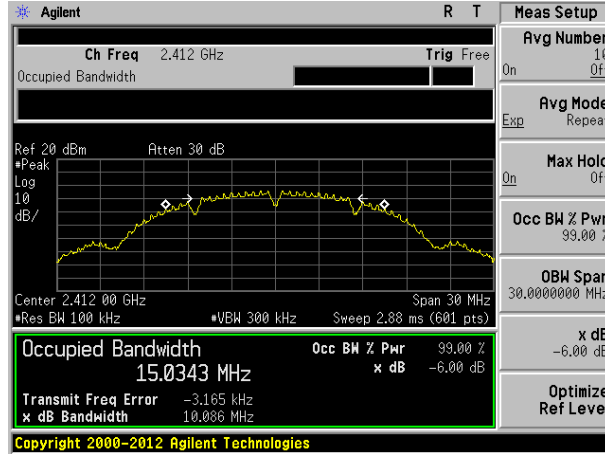 Agilent R T
Ch Freq 2.412 GHz Trig Free
Occupied Bandwidth
Ref 20 dBm Atten 30 dB
#Peak
Log
10
dB/
Center 2.412 00 GHz Span 30 MHz
#Res BW 100 kHz #VBW 300 kHz Sweep 2.88 ms (601 pts)
Occupied Bandwidth Occ BW % Pwr 99.00 %
15.0343 MHz x dB -6.00 dB
Transmit Freq Error -3.165 kHz
x dB Bandwidth 10.086 MHz
Copyright 2000-2012 Agilent Technologies
Meas Setup
Avg Number
On
Avg Mode
Exp
Max Hold
On
Occ BW % Pwr
99.00 %
OBW Span
30.0000000 MHz
x dB
-6.00 dB
Optimize
Ref